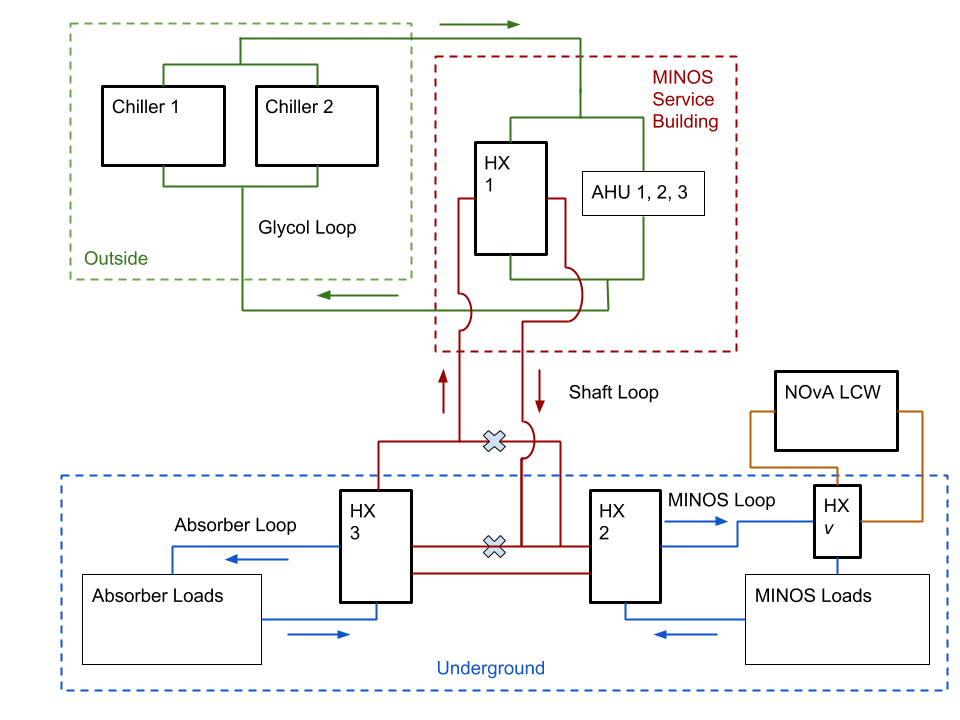 MINOS
Service
Building
Chiller 1
Chiller 2
HX
1
AHU 1, 2, 3
Glycol Loop
Outside
Shaft Loop
NOvA LCW
MINOS Loop
HX
v
HX
3
HX
2
Absorber Loop
Absorber Loads
MINOS Loads
Underground